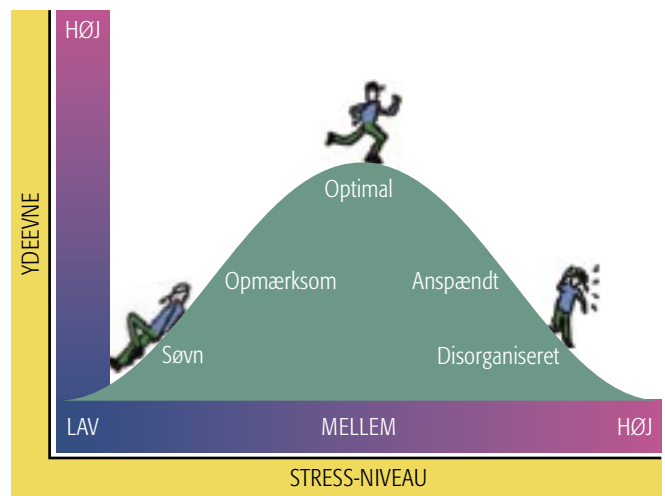 HØJ
YDEEVNE
Optimal
Opmærksom
Anspændt
Søvn
Disorganiseret
LAV
MELLEM
HØJ
STRESS-NIVEAU